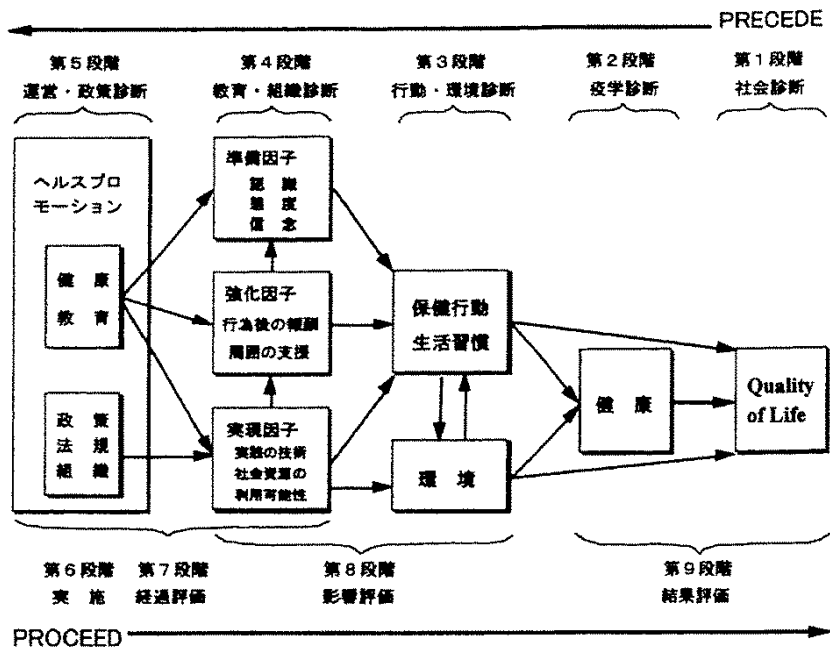 PRECEDE
第5段階
運営・政策診断
第4段階
教育・組織診断
第3段階
行動・環境診断
第2段階
疫学診断
第1段階
社会診断
ヘルスプロ
モーション
健 康
教 育
政 策
法 規
組 織
準備因子
認 識
態 度
信 念
強化因子
行為後の報酬
周囲の支援
実現因子
実践の技術
社会資源の
利用可能性
保健行動
生活習慣
環 境
健 康
Quality
of Life
第6段階
実 施
第7段階
経過評価
第8段階
影響評価
第9段階
結果評価
PROCEED